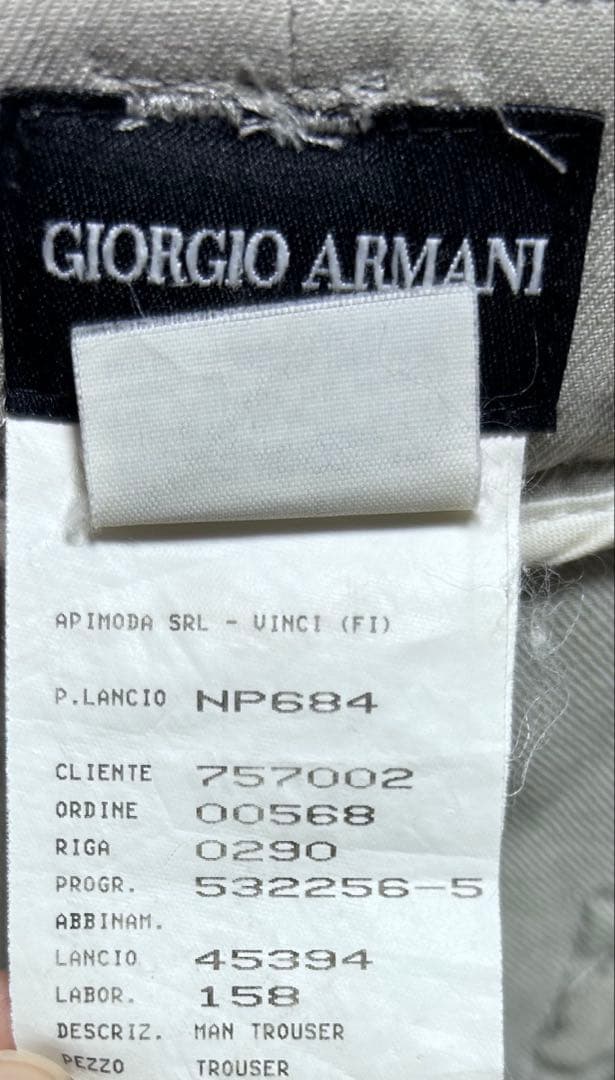 GIORGIO ARMANI
APIMODA SRL - VINCI (FI)
P.LANCIO NP684
CLIENTE 757002
ORDINE 00568
RIGA 0290
PROGR. 532256-5
ABBINAM.
LANCIO 45394
LABOR. 158
DESCRIZ. MAN TROUSER
PEZZO TROUSER